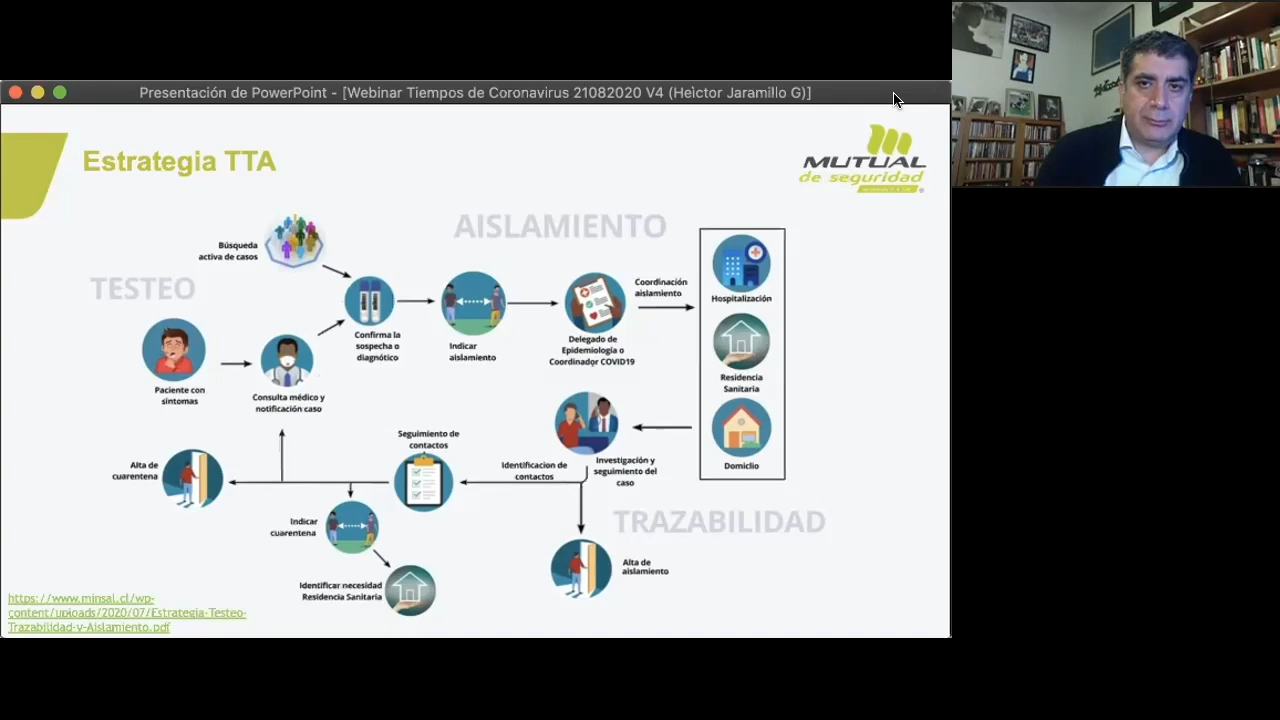 Presentación de PowerPoint - [Webinar Tiempos de Coronavirus 21082020 V4 (Heìctor Jaramillo G)]
Estrategia TTA
MUTUAL
de seguridad
AISLAMIENTO
Búsqueda
activa de casos
TESTEO
Coordinación
aislamiento
Hospitalización
Confirma la
sospecha o
diagnóstico
Indicar
aislamiento
Delegado de
Epidemiología o
Coordinador COVID19
Paciente con
síntomas
Consulta médico y
notificación caso
Residencia
Sanitaria
Domicilio
Seguimiento de
contactos
Identificacion de
contactos
Investigación y
seguimiento del
caso
Alta de
cuarentena
Indicar
cuarentena
TRAZABILIDAD
Alta de
aislamiento
Identificar necesidad
Residencia Sanitaria
https://www.minsal.cl/wp-
content/uploads/2020/07/Estrategia-Testeo-
Trazabilidad-y-Aislamiento.pdf